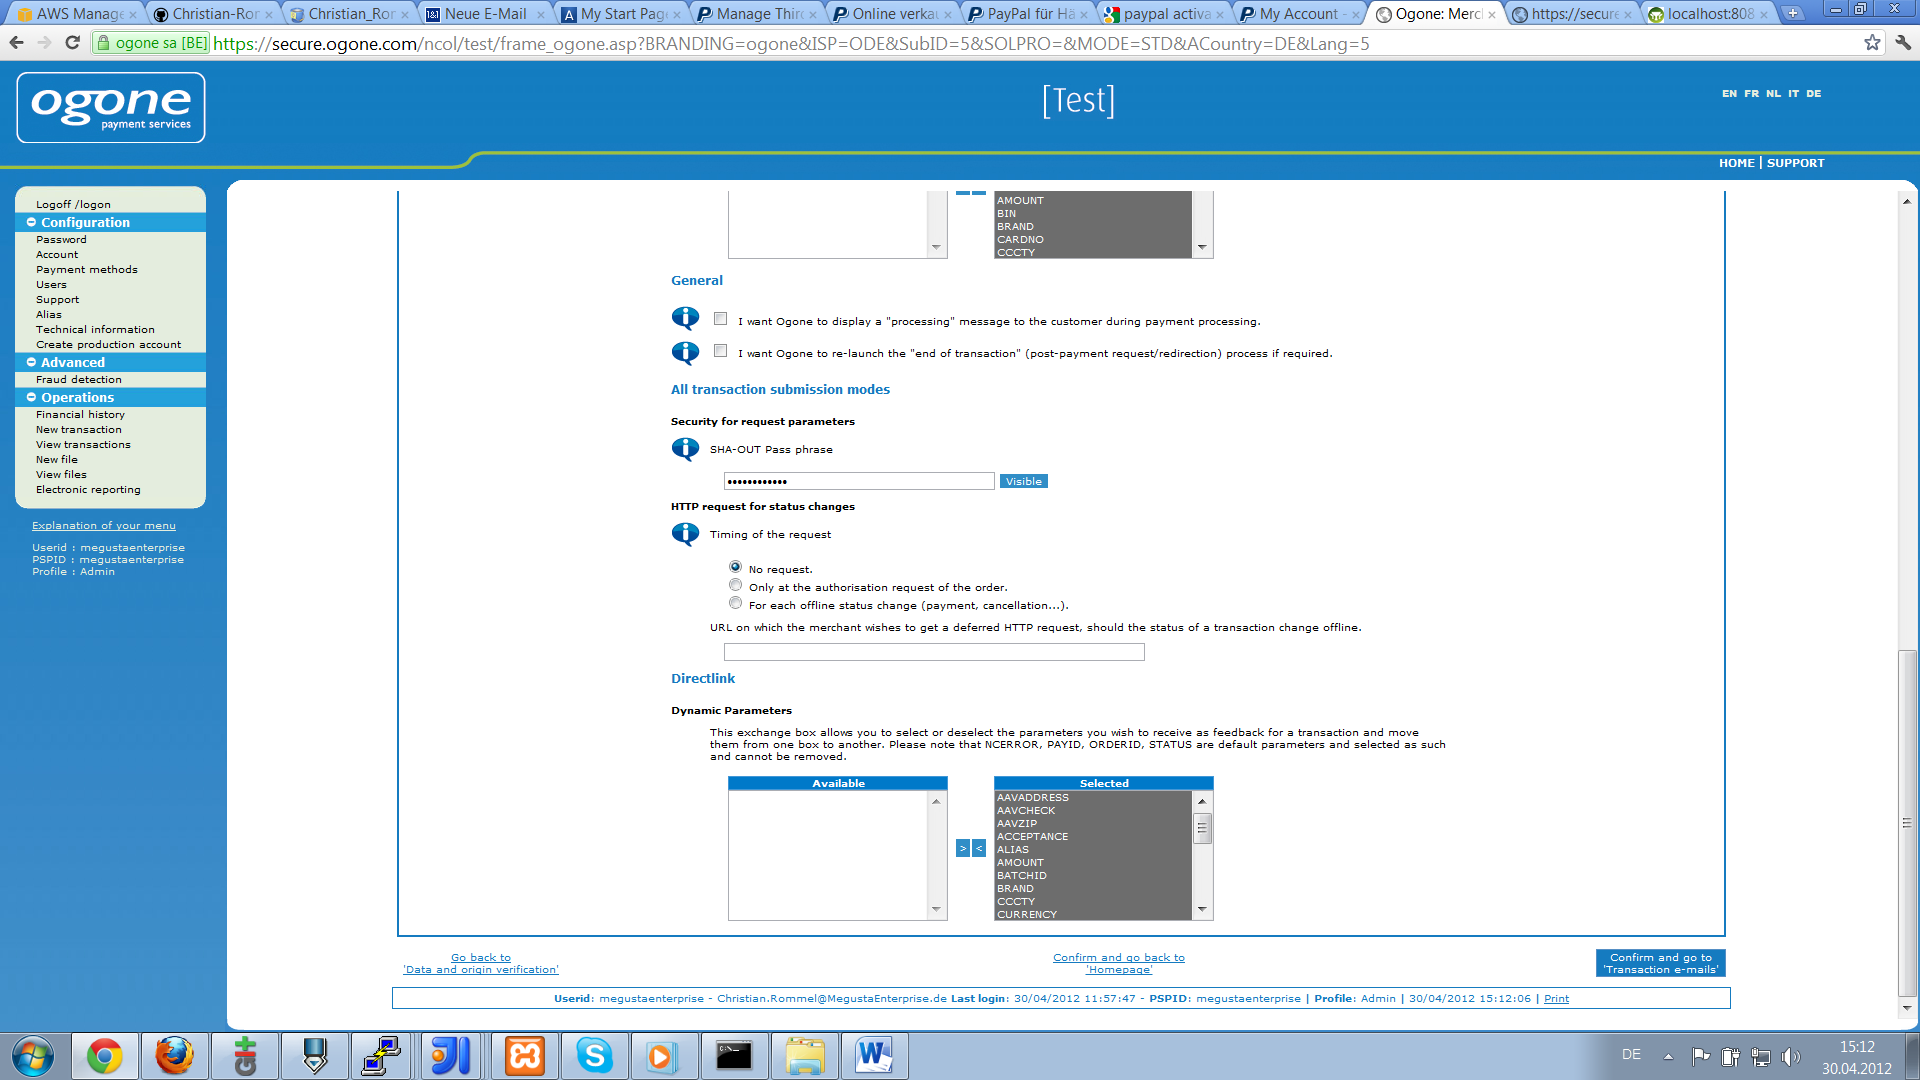 AWS Manage
Christian-Ror
Christian_Ror
Neue E-Mail
My Start Page
Manage Third
Online verkau
PayPal für Hä
paypal activa
My Account -
Ogone: Merch
https://secure
localhost:808
ogone sa [BE] https://secure.ogone.com/ncol/test/frame_ogone.asp?BRANDING=ogone&ISP=ODE&SubID=5&SOLPRO=&MODE=STD&ACountry=DE&Lang=5
ogone
payment services
[Test]
EN FR NL IT DE
HOME | SUPPORT
Logoff /logon
Configuration
Password
Account
Payment methods
Users
Support
Alias
Technical information
Create production account
Advanced
Fraud detection
Operations
Financial history
New transaction
View transactions
New file
View files
Electronic reporting
Explanation of your menu
Userid : megustaenterprise
PSPID : megustaenterprise
Profile : Admin
AMOUNT
BIN
BRAND
CARDNO
CCCTY
General
I want Ogone to display a "processing" message to the customer during payment processing.
I want Ogone to re-launch the "end of transaction" (post-payment request/redirection) process if required.
All transaction submission modes
Security for request parameters
SHA-OUT Pass phrase
••••••••••••
Visible
HTTP request for status changes
Timing of the request
No request.
Only at the authorisation request of the order.
For each offline status change (payment, cancellation...).
URL on which the merchant wishes to get a deferred HTTP request, should the status of a transaction change offline.
Directlink
Dynamic Parameters
This exchange box allows you to select or deselect the parameters you wish to receive as feedback for a transaction and move
them from one box to another. Please note that NCERROR, PAYID, ORDERID, STATUS are default parameters and selected as such
and cannot be removed.
Available
> <
Selected
AAVADDRESS
AAVCHECK
AAVZIP
ACCEPTANCE
ALIAS
AMOUNT
BATCHID
BRAND
CCCTY
CURRENCY
Go back to
'Data and origin verification'
Confirm and go back to
'Homepage'
Confirm and go to
'Transaction e-mails'
Userid: megustaenterprise - Christian.Rommel@MegustaEnterprise.de Last login: 30/04/2012 11:57:47 - PSPID: megustaenterprise | Profile: Admin | 30/04/2012 15:12:06 | Print
DE
15:12
30.04.2012